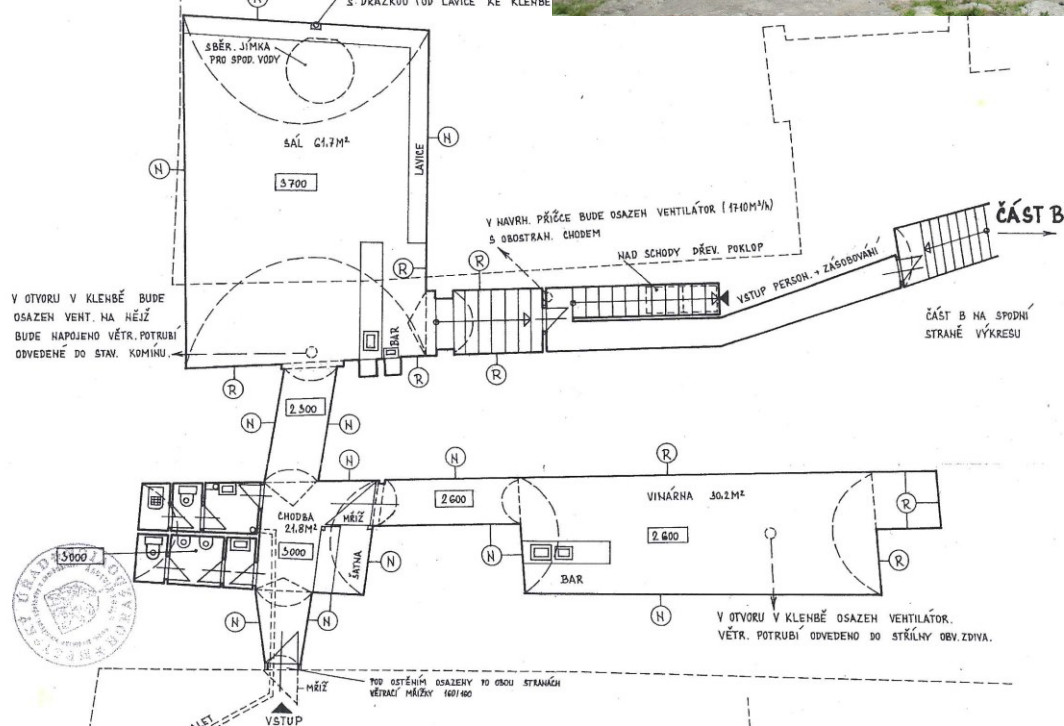 S. DRÁŽKOU POD LAVICE KE KLENBĚ
R
SBĚR. JÍMKA
PRO SPOD. VODY
SÁL 61.7M²
3700
LAVICE
N
N
V NAVRH. PŘÍČCE BUDE OSAZEN VENTILÁTOR (1710M³/h)
S OBOSTRAN. CHODEM
NAD SCHODY DŘEV. POKLOP
VSTUP PERSON. + ZÁSOBOVÁNÍ
ČÁST B
ČÁST B NA SPODNÍ
STRANĚ VÝKRESU
R
R
V OTVORU V KLENBĚ BUDE
OSAZEN VENT. NA NĚJŽ
BUDE NAPOJENO VĚTR. POTRUBÍ
ODVEDENÉ DO STAV. KOMÍNU.
BAR
R
R
R
2300
N
N
N
N
R
CHODBA
21.8M²
3000
MŘÍŽ
ŠATNA
2600
VINÁRNA 30.2M²
2600
R
3000
N
N
BAR
R
N
N
N
V OTVORU V KLENBĚ OSAZEN VENTILÁTOR.
VĚTR. POTRUBÍ ODVEDENO DO STŘÍLNY OBV. ZDIVA.
POD OSTĚNÍM OSAZENY PO OBOU STRANÁCH
VĚTRACÍ MŘÍŽKY 160/160
MŘÍŽ
VSTUP